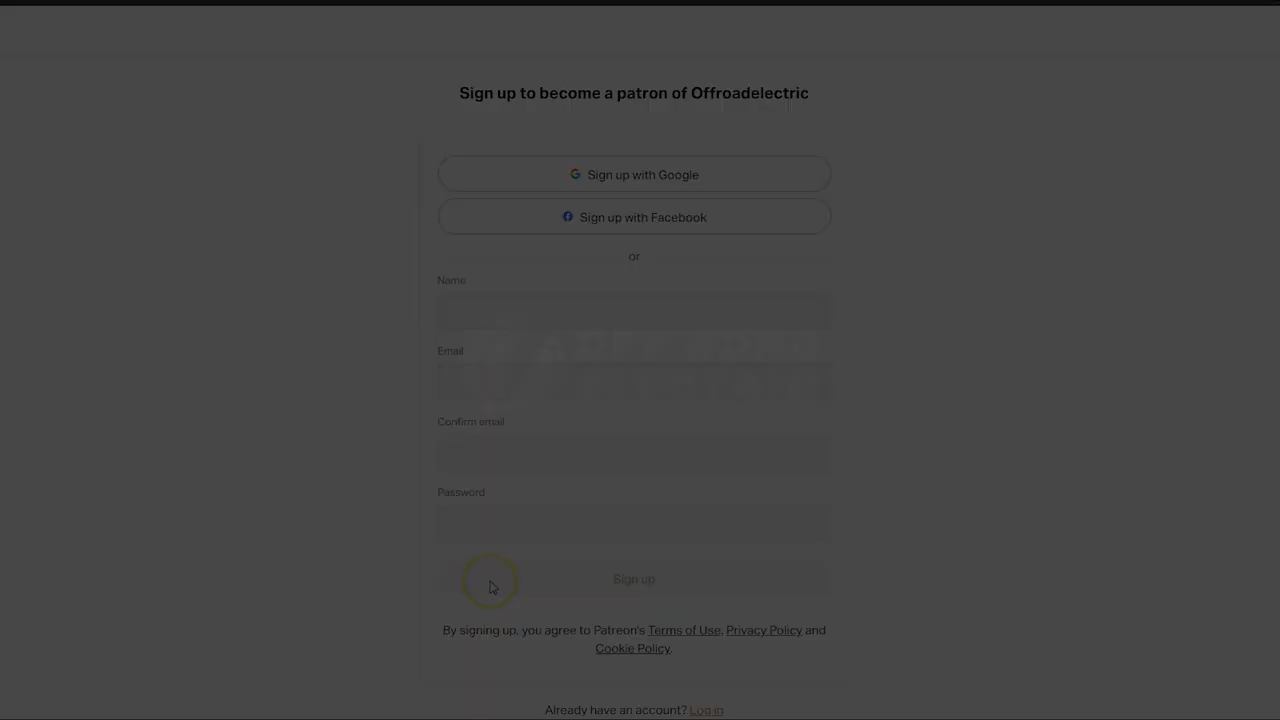 Sign up to become a patron of Offroadelectric
Sign up with Google
Sign up with Facebook
or
Name
Email
Confirm email
Password
Sign up
By signing up, you agree to Patreon's Terms of Use, Privacy Policy and
Cookie Policy.
Already have an account? Log in